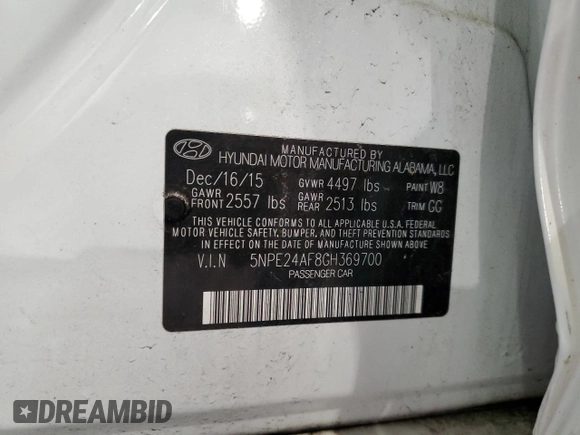 MANUFACTURED BY
HYUNDAI MOTOR MANUFACTURING ALABAMA, LLC
Dec/16/15 GVWR 4497 lbs PAINT W8
GAWR FRONT 2557 lbs GAWR REAR 2513 lbs TRIM GG
THIS VEHICLE CONFORMS TO ALL APPLICABLE U.S.A. FEDERAL
MOTOR VEHICLE SAFETY, BUMPER, AND THEFT PREVENTION STANDARDS
IN EFFECT ON THE DATE OF MANUFACTURE SHOWN ABOVE.
V.I.N 5NPE24AF8GH369700
PASSENGER CAR
DREAMBID